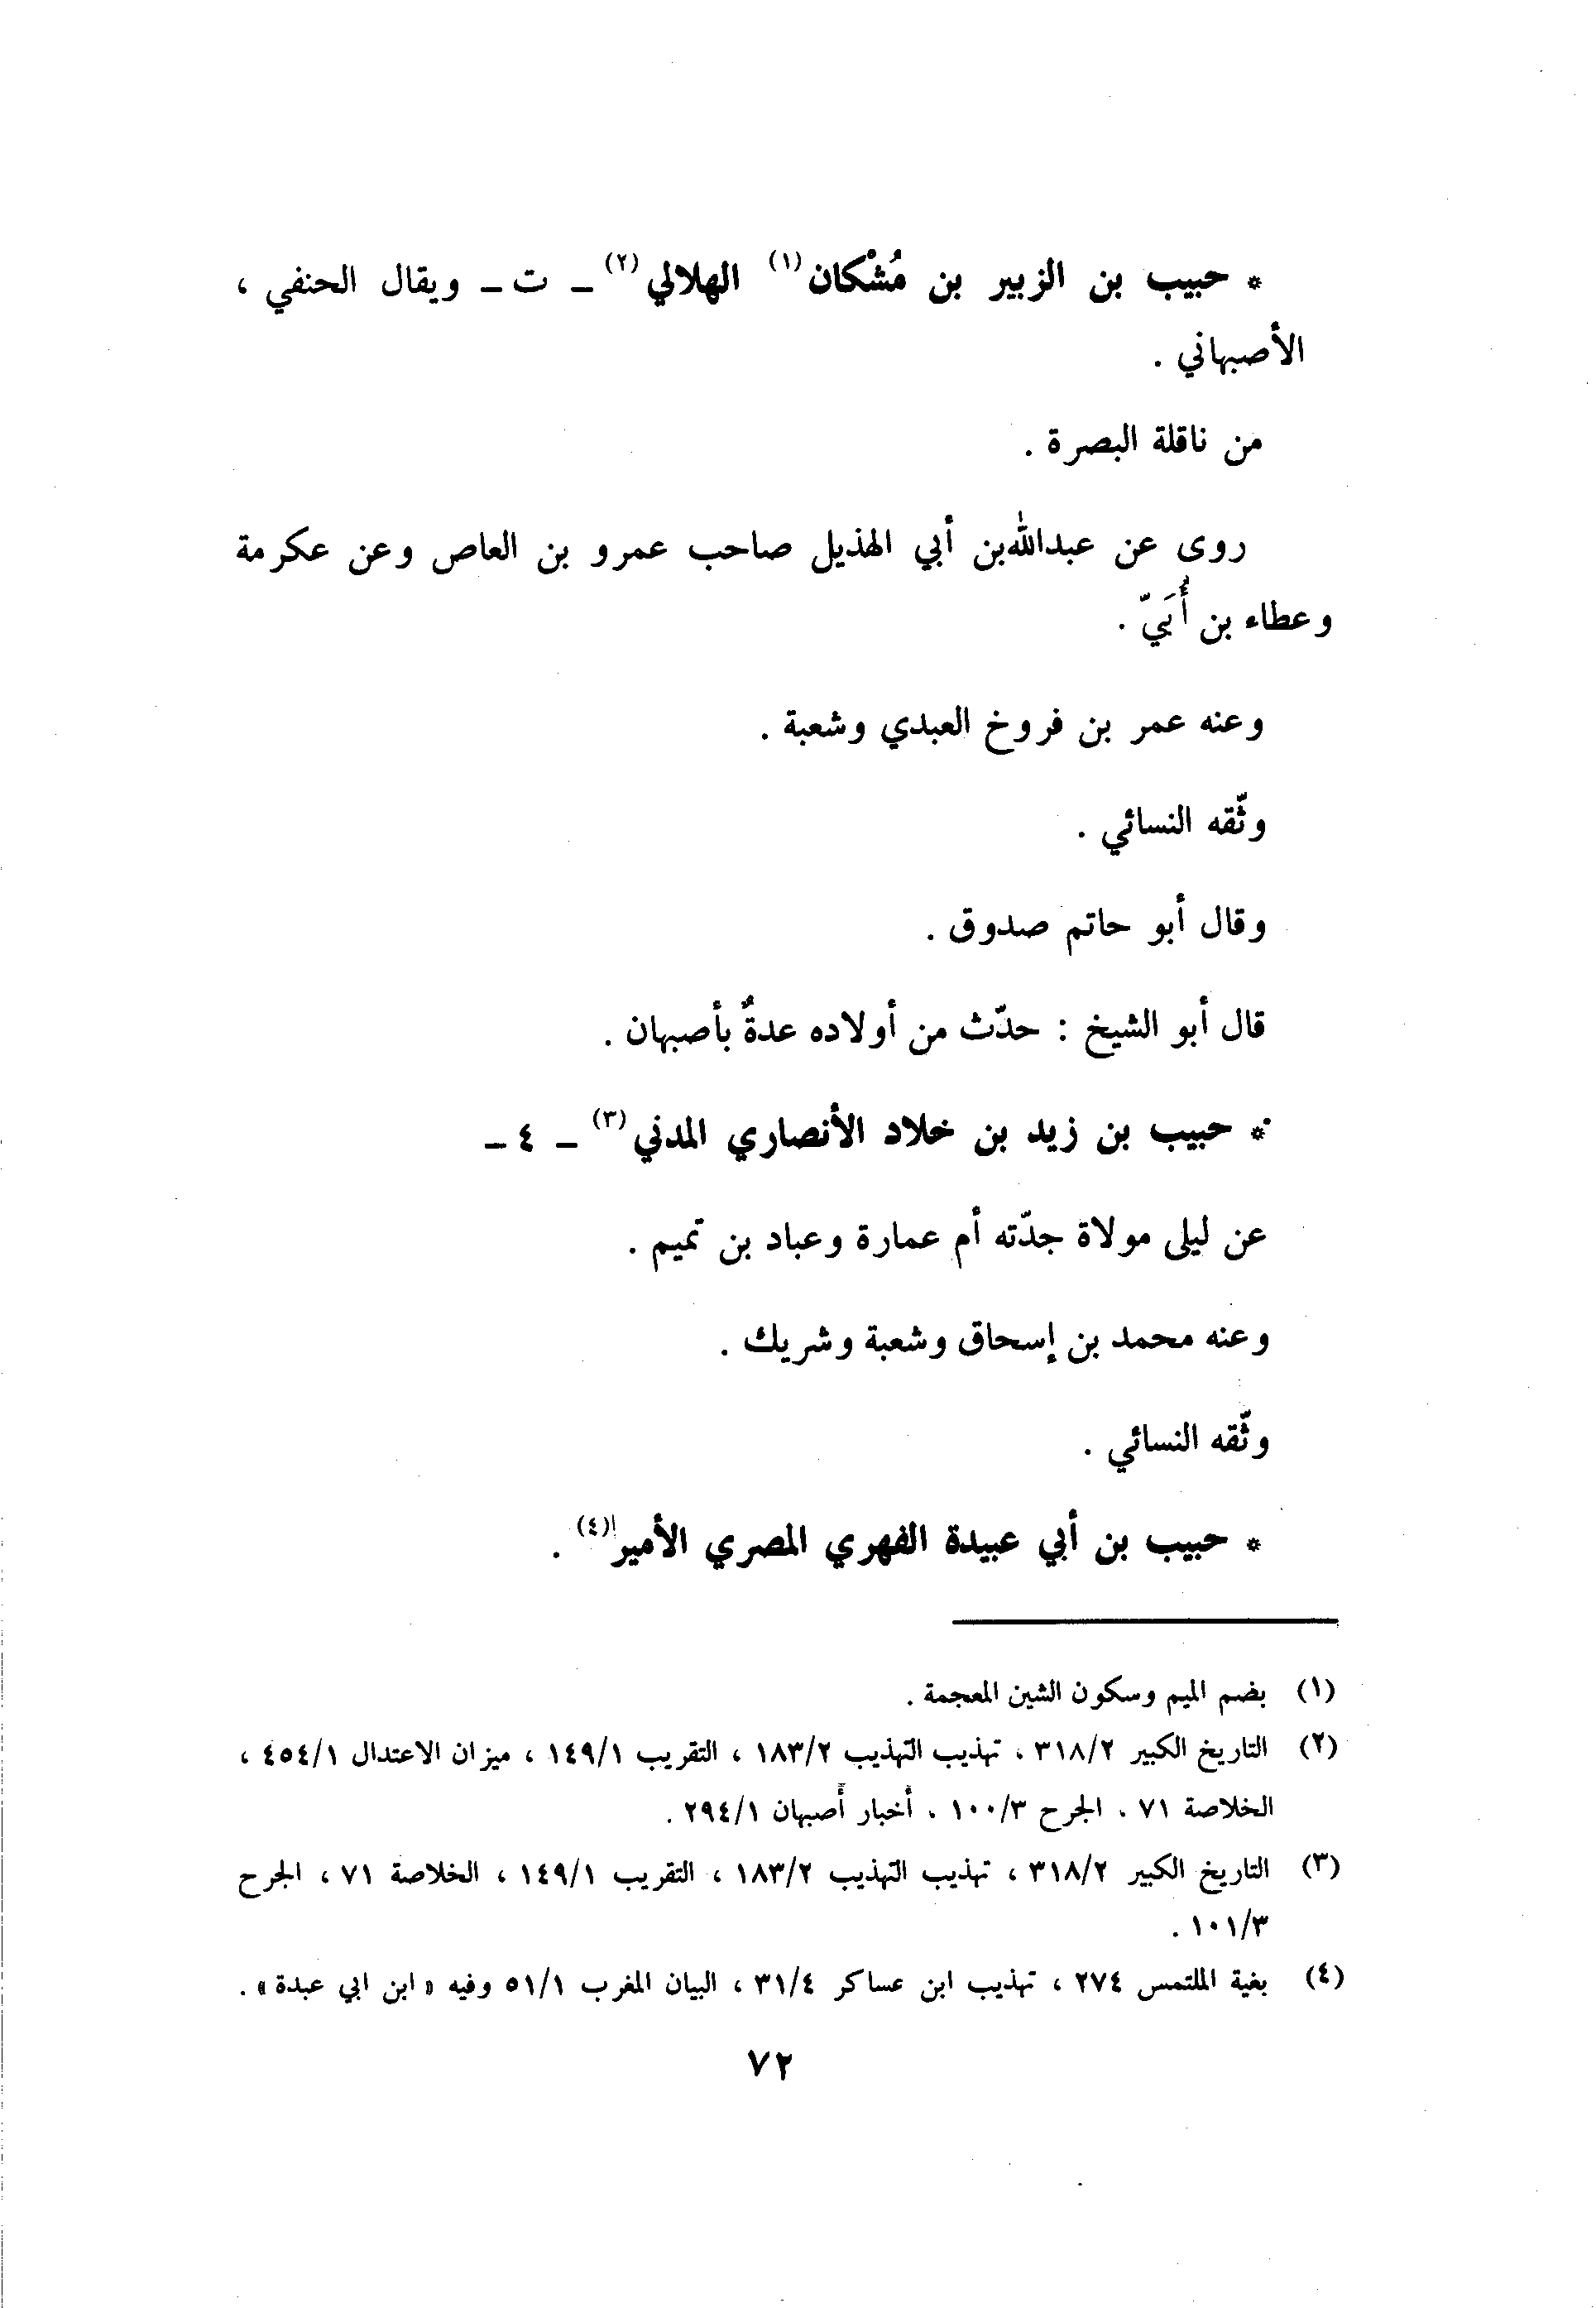 * حبيب بن الزبير بن مُشْكان(١) الهلالي(٢) ـ ت ـ ويقال الحنفي ،
الأصبهاني .
من ناقلة البصرة .
روى عن عبداللهبن أبي الهذيل صاحب عمرو بن العاص وعن عكرمة
وعطاء بن أُبَيّ .
وعنه عمر بن فروخ العبدي وشعبة .
وثّقه النسائي .
وقال أبو حاتم صدوق .
قال أبو الشيخ : حدّث من أولاده عدةٌ بأصبهان .
* حبيب بن زيد بن خلاد الأنصاري المدني(٣) ـ ٤ ـ
عن ليلى مولاة جدّته أم عمارة وعباد بن تميم .
وعنه محمد بن إسحاق وشعبة وشريك .
وثّقه النسائي .
* حبيب بن أبي عبيدة الفهري المصري الأمير(٤) .
(١) بضم الميم وسكون الشين المعجمة .
(٢) التاريخ الكبير ٣١٨/٢ ، تهذيب التهذيب ١٨٣/٢ ، التقريب ١٤٩/١ ، ميزان الاعتدال ٤٥٤/١ ،
الخلاصة ٧١ ، الجرح ١٠٠/٣ ، أخبار أصبهان ٢٩٤/١ .
(٣) التاريخ الكبير ٣١٨/٢ ، تهذيب التهذيب ١٨٣/٢ ، التقريب ١٤٩/١ ، الخلاصة ٧١ ، الجرح
١٠١/٣ .
(٤) بغية الملتمس ٢٧٤ ، تهذيب ابن عساكر ٣١/٤ ، البيان المغرب ٥١/١ وفيه « ابن ابي عبدة» .
٧٢